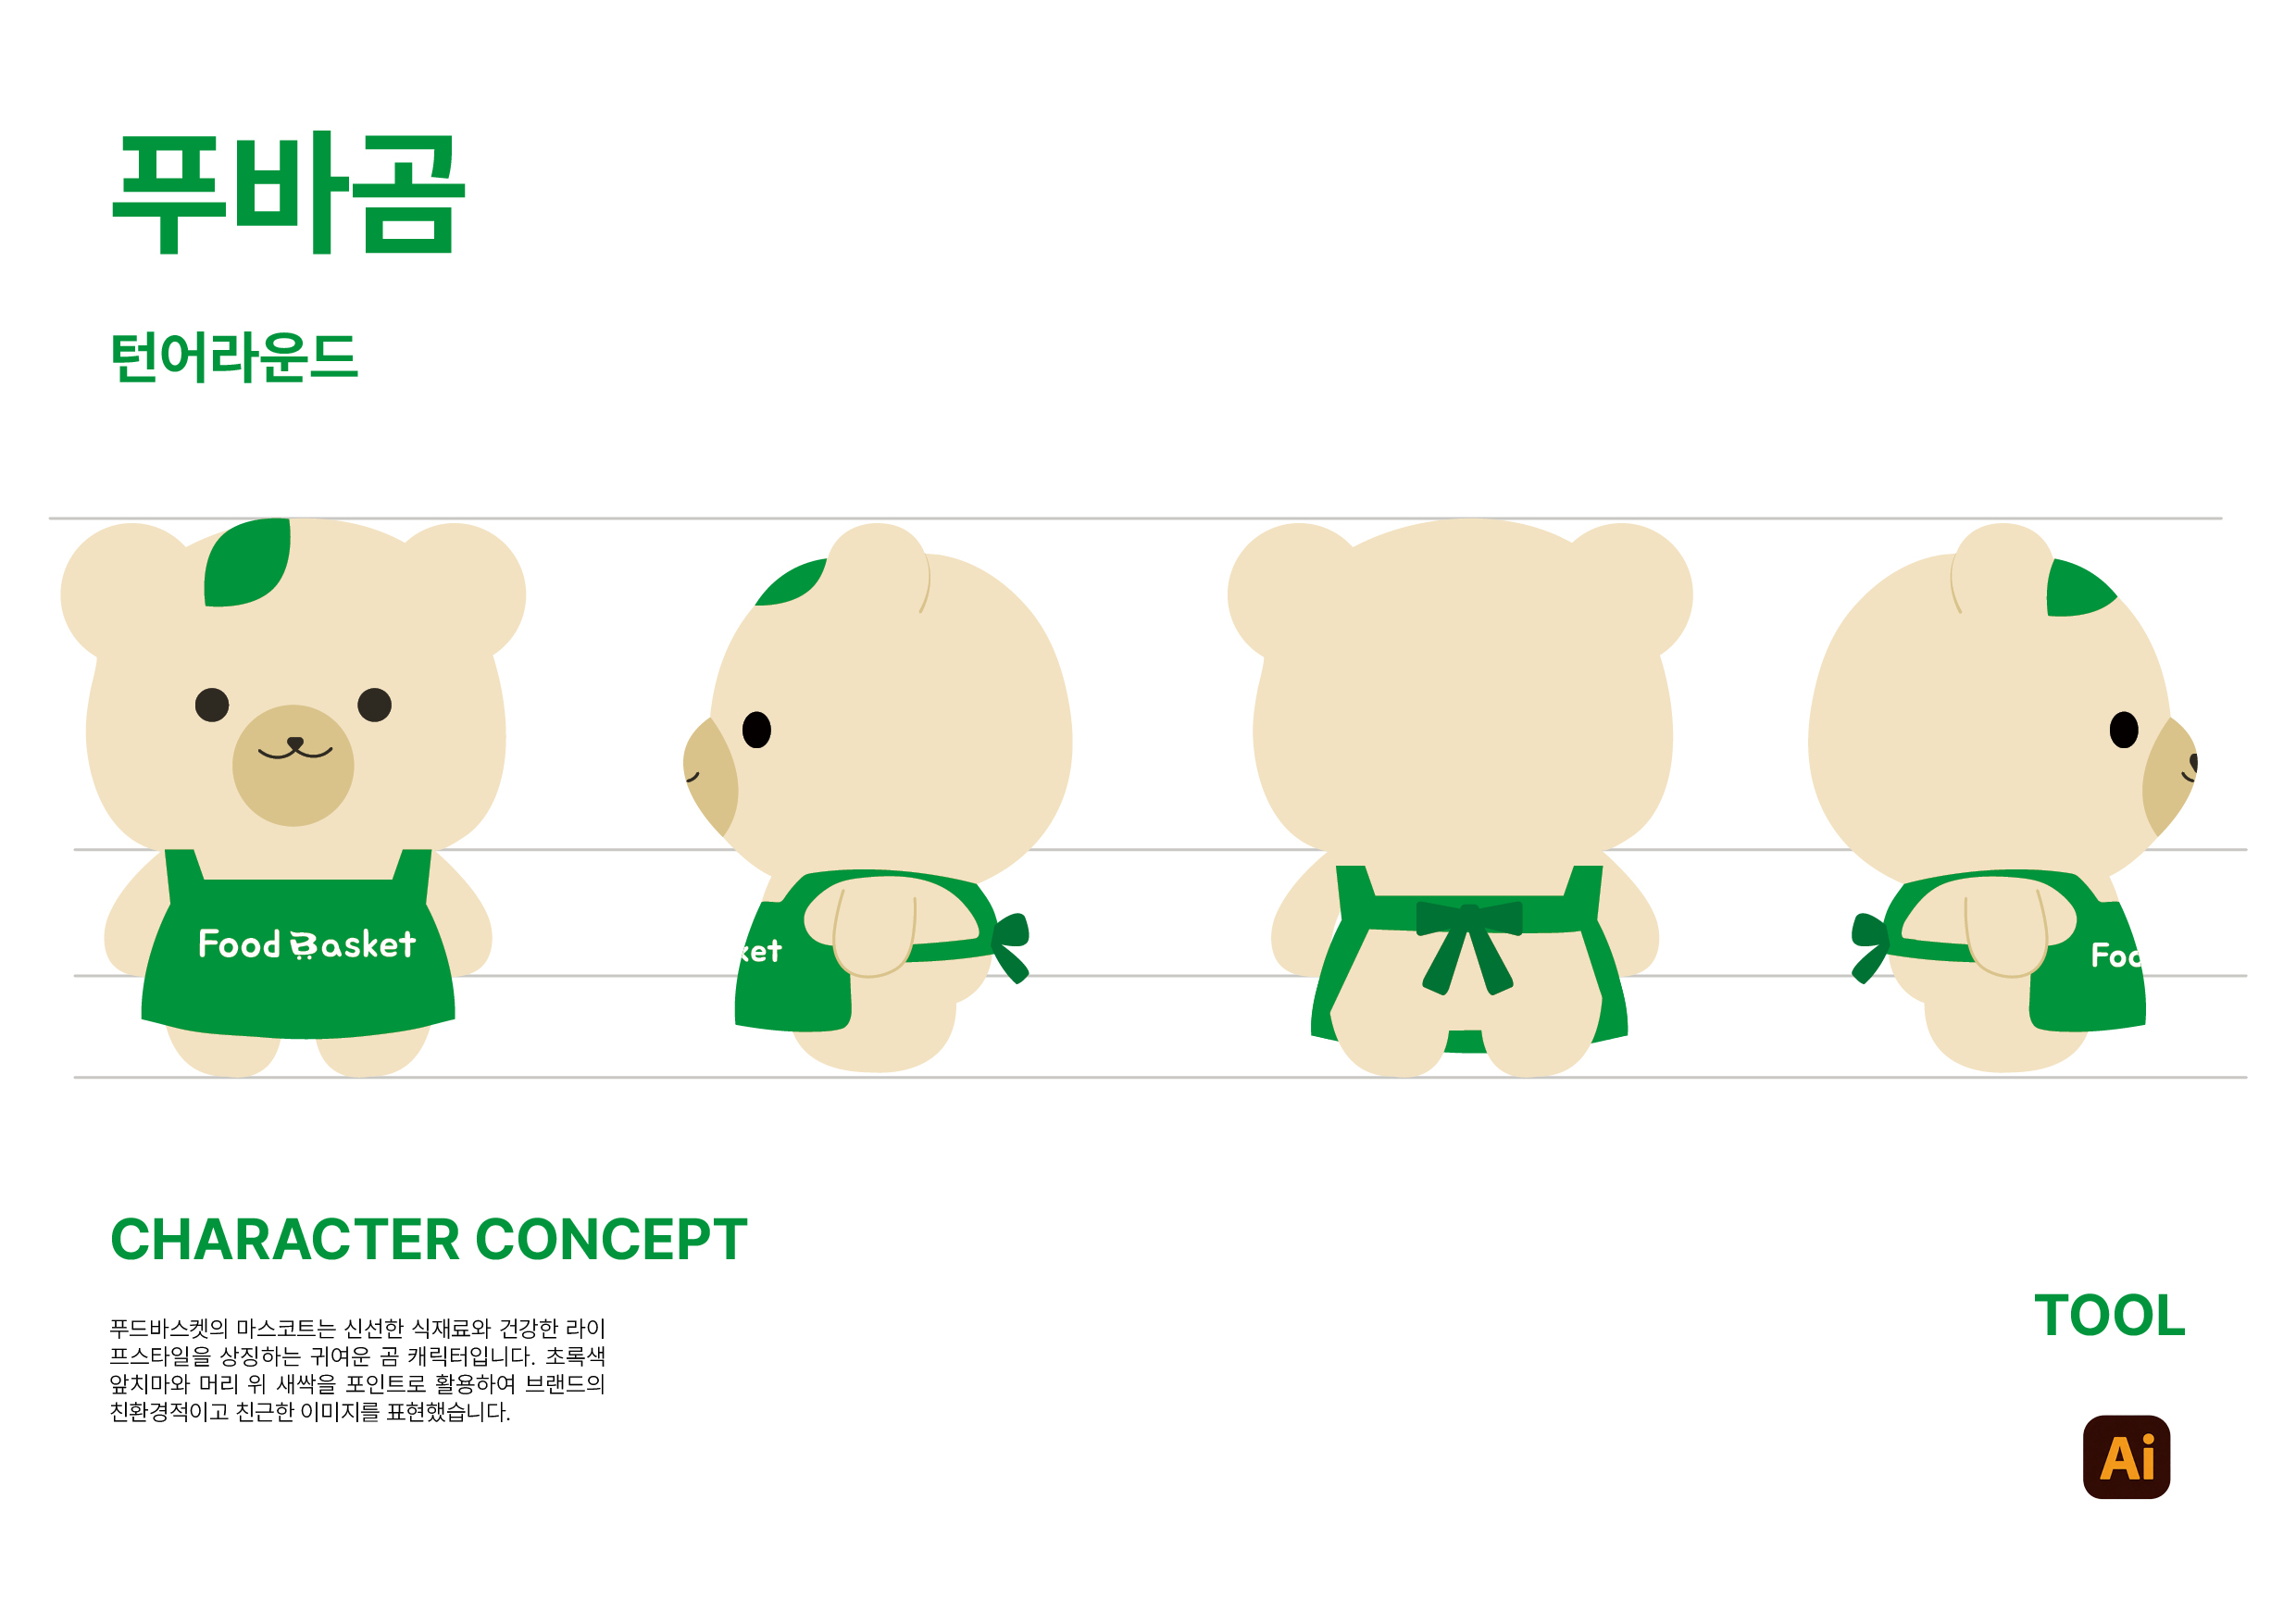 푸바곰
턴어라운드
Food Basket
ket
Foo
CHARACTER CONCEPT
푸드바스켓의 마스코트는 신선한 식재료와 건강한 라이
프스타일을 상징하는 귀여운 곰 캐릭터입니다. 초록색
앞치마와 머리 위 새싹을 포인트로 활용하여 브랜드의
친환경적이고 친근한 이미지를 표현했습니다.
TOOL
Ai